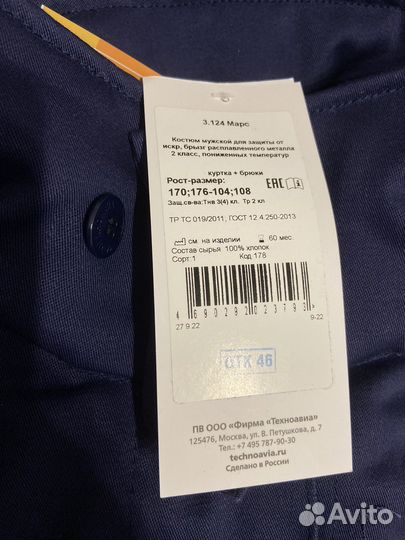 3.124 Марс
Костюм мужской для защиты от
искр, брызг расплавленного металла
2 класс, пониженных температур
куртка + брюки
Рост-размер:
170;176-104;108
EAC
Защ.св-ва:Тнв 3(4) кл. Тр 2 кл
ТР ТС 019/2011; ГОСТ 12.4.250-2013
см. на изделии 60 мес
Состав сырья 100% хлопок
Сорт 1 Код 178
4 690292 023793 >
27 9.22 9-22
ОТК 46
ПВ ООО «Фирма «Техноавиа»
125476, Москва, ул. В. Петушкова, д. 7
Тел.: +7 495 787-90-30
technoavia.ru
Сделано в России
Avito